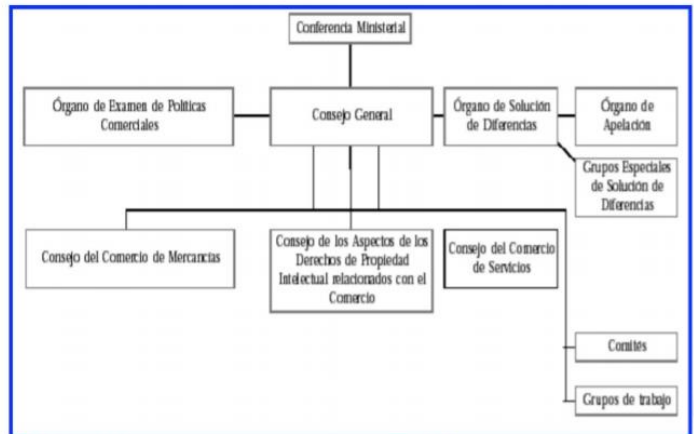 Conferencia Ministerial
Órgano de Examen de Políticas
Comerciales
Consejo General
Órgano de Solución
de Diferencias
Órgano de
Apelación
Grupos Especiales
de Solución de
Diferencias
Consejo del Comercio de Mercancías
Consejo de los Aspectos de los
Derechos de Propiedad
Intelectual relacionados con el
Comercio
Consejo del Comercio
de Servicios
Comités
Grupos de trabajo